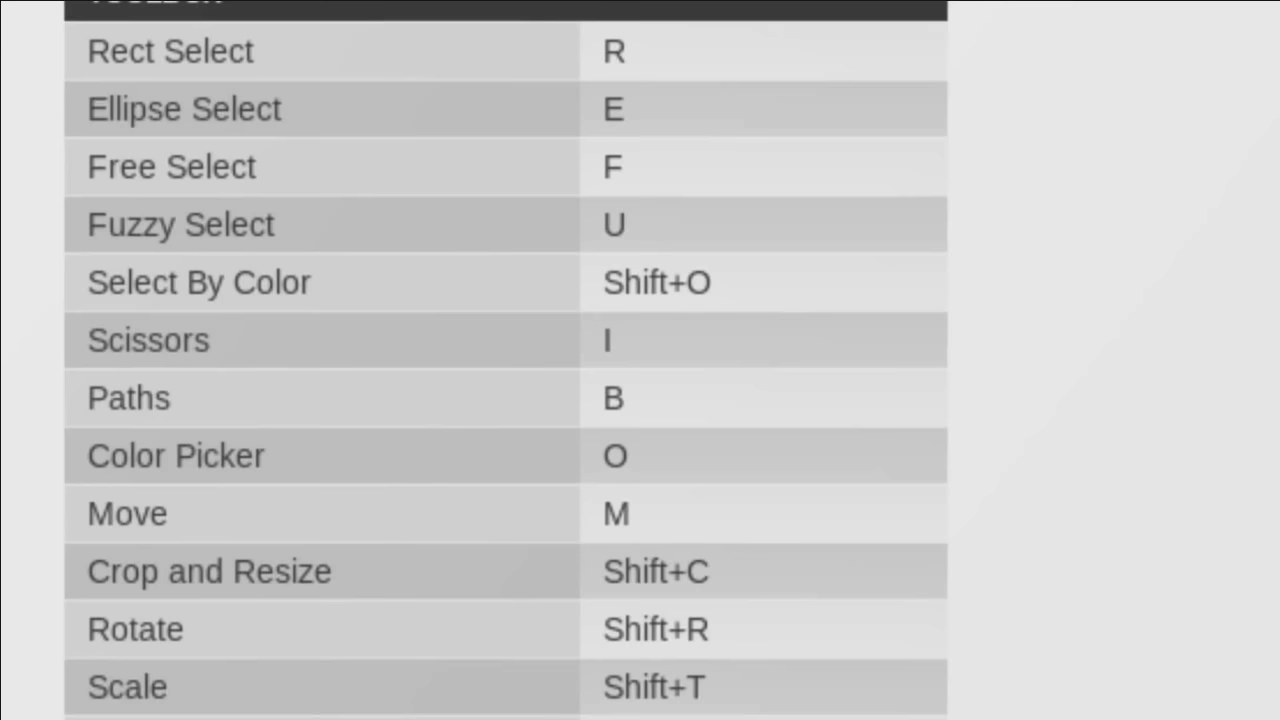 Rect Select R
Ellipse Select E
Free Select F
Fuzzy Select U
Select By Color Shift+O
Scissors I
Paths B
Color Picker O
Move M
Crop and Resize Shift+C
Rotate Shift+R
Scale Shift+T